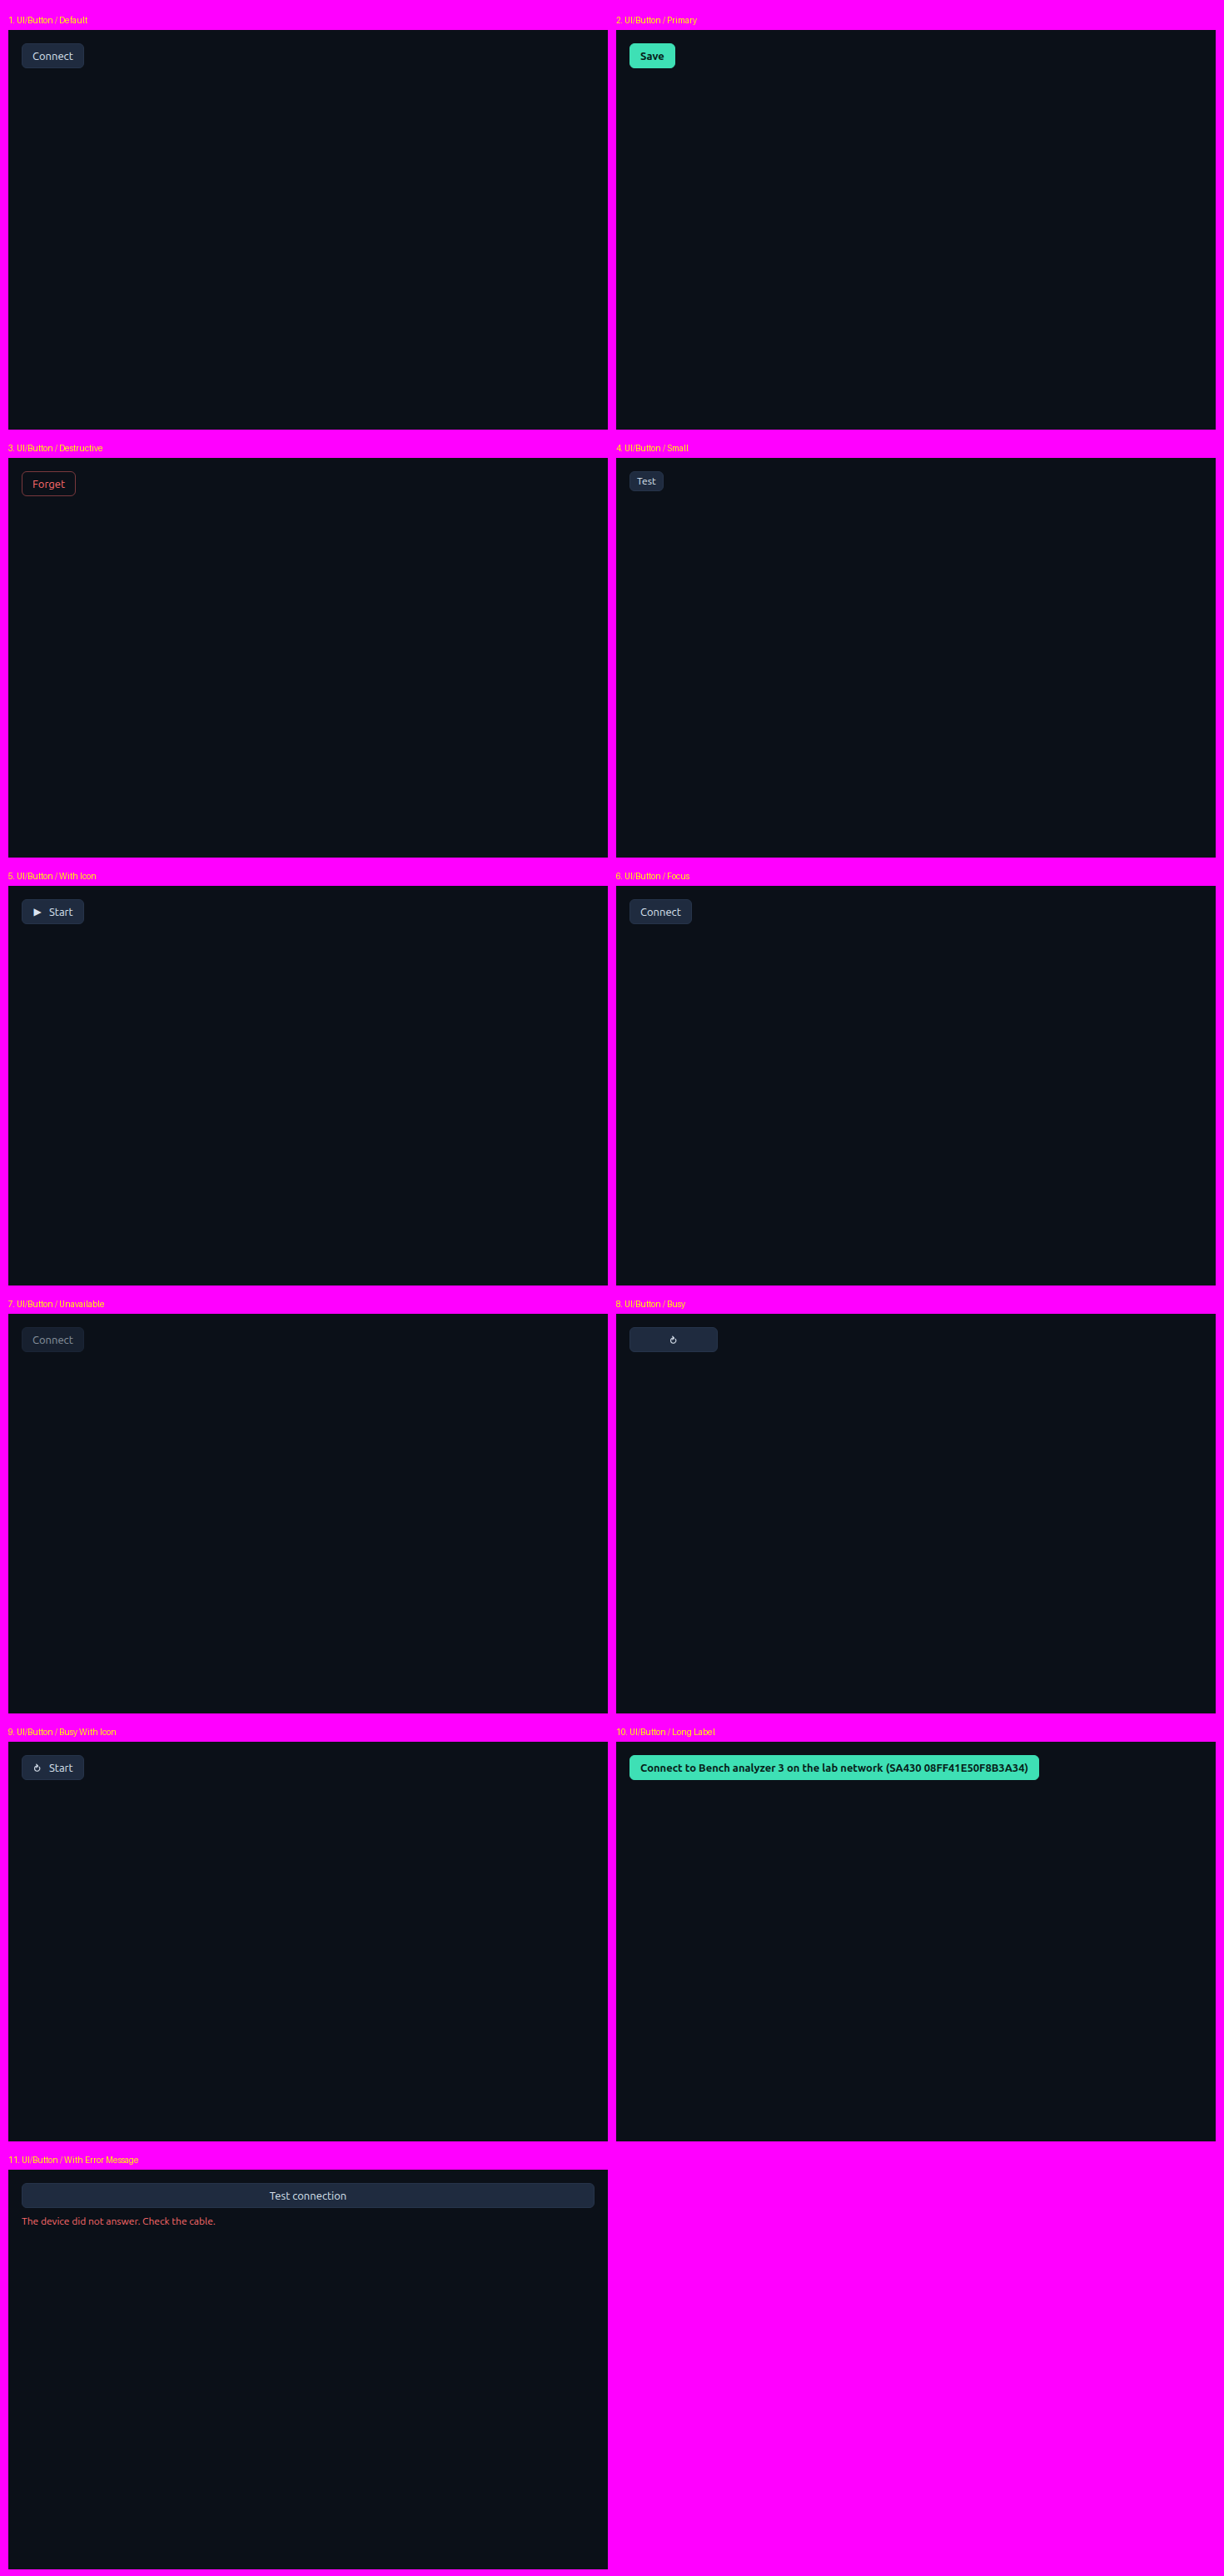 1. UI/Button / Default
Connect
2. UI/Button / Primary
Save
3. UI/Button / Destructive
Forget
4. UI/Button / Small
Test
5. UI/Button / With Icon
▶ Start
6. UI/Button / Focus
Connect
7. UI/Button / Unavailable
Connect
8. UI/Button / Busy
9. UI/Button / Busy With Icon
Start
10. UI/Button / Long Label
Connect to Bench analyzer 3 on the lab network (SA430 08FF41E50F8B3A34)
11. UI/Button / With Error Message
Test connection
The device did not answer. Check the cable.